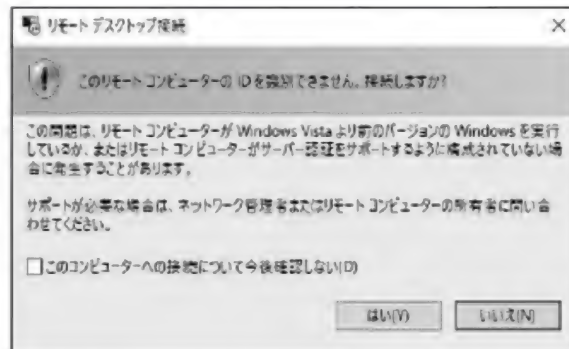 リモート デスクトップ接続
このリモート コンピューターの ID を識別できません。接続しますか?
この問題は、リモート コンピューターが Windows Vista より前のバージョンの Windows を実行
しているか、またはリモート コンピューターがサーバー認証をサポートするように構成されていない場
合に発生することがあります。
サポートが必要な場合は、ネットワーク管理者またはリモート コンピューターの所有者に問い合
わせてください。
このコンピューターへの接続について今後確認しない(D)
はい(Y)
いいえ(N)